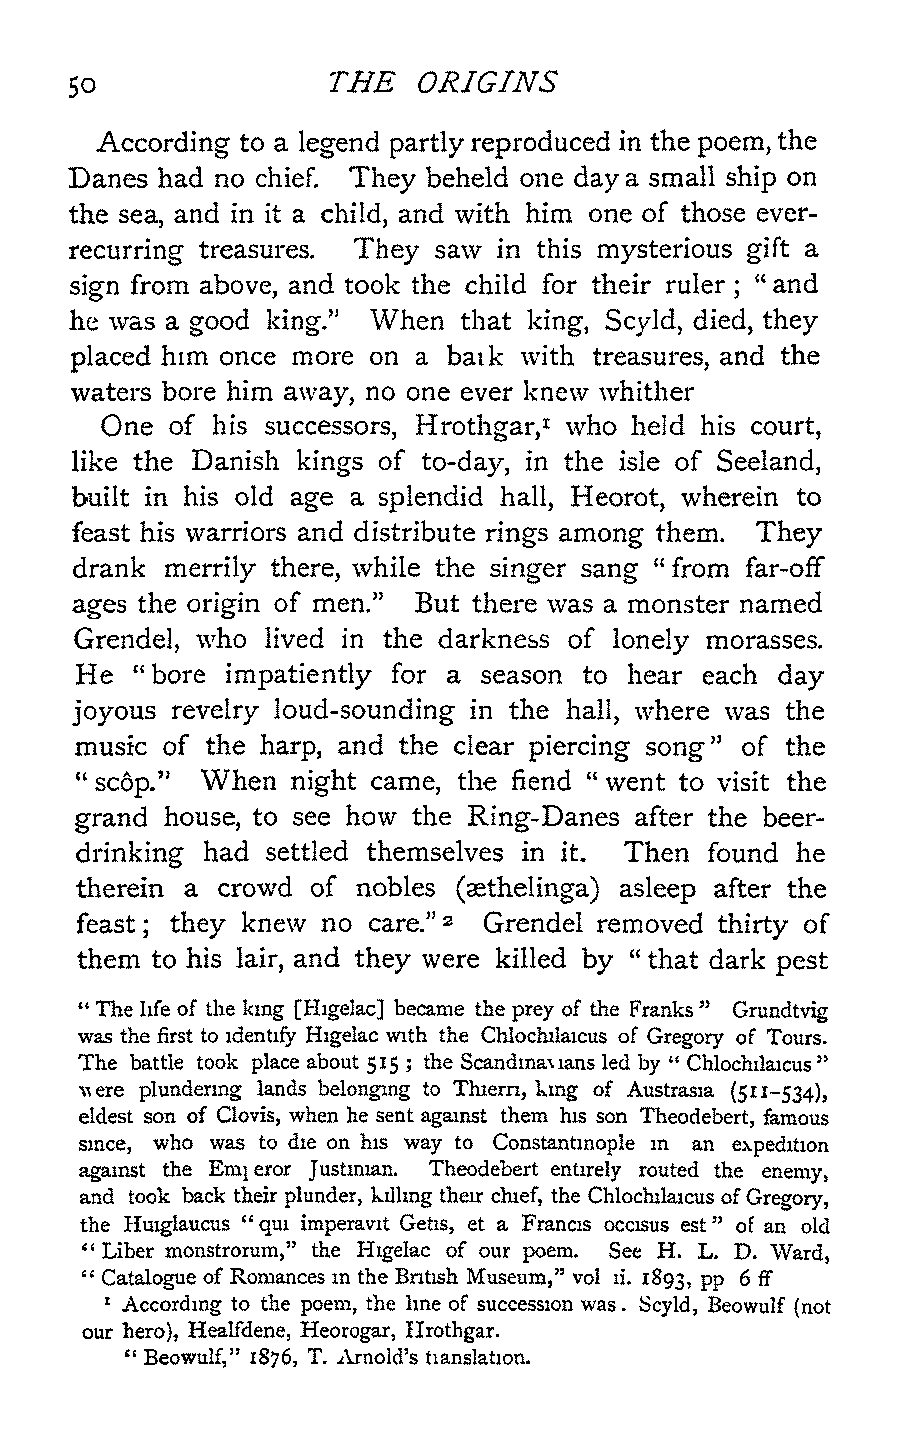 50 THE ORIGINS
According to a legend partly reproduced in the poem, the
Danes had no chief. They beheld one day a small ship on
the sea, and in it a child, and with him one of those ever-
recurring treasures. They saw in this mysterious gift a
sign from above, and took the child for their ruler ; “ and
he was a good king.” When that king, Scyld, died, they
placed him once more on a bark with treasures, and the
waters bore him away, no one ever knew whither
One of his successors, Hrothgar,¹ who held his court,
like the Danish kings of to-day, in the isle of Seeland,
built in his old age a splendid hall, Heorot, wherein to
feast his warriors and distribute rings among them. They
drank merrily there, while the singer sang “ from far-off
ages the origin of men.” But there was a monster named
Grendel, who lived in the darkness of lonely morasses.
He “ bore impatiently for a season to hear each day
joyous revelry loud-sounding in the hall, where was the
music of the harp, and the clear piercing song ” of the
“ scôp.” When night came, the fiend “ went to visit the
grand house, to see how the Ring-Danes after the beer-
drinking had settled themselves in it. Then found he
therein a crowd of nobles (æthelinga) asleep after the
feast ; they knew no care.” ² Grendel removed thirty of
them to his lair, and they were killed by “ that dark pest
“ The life of the king [Higelac] became the prey of the Franks ” Grundtvig
was the first to identify Higelac with the Chlochilaicus of Gregory of Tours.
The battle took place about 515 ; the Scandinavians led by “ Chlochilaicus ”
were plundering lands belonging to Thierri, king of Austrasia (511–534),
eldest son of Clovis, when he sent against them his son Theodebert, famous
since, who was to die on his way to Constantinople in an expedition
against the Emperor Justinian. Theodebert entirely routed the enemy,
and took back their plunder, killing their chief, the Chlochilaicus of Gregory,
the Huiglaucus “ qui imperavit Getis, et a Francis occisus est ” of an old
“ Liber monstrorum,” the Higelac of our poem. See H. L. D. Ward,
“ Catalogue of Romances in the British Museum,” vol ii. 1893, pp 6 ff
¹ According to the poem, the line of succession was . Scyld, Beowulf (not
our hero), Healfdene, Heorogar, Hrothgar.
“ Beowulf,” 1876, T. Arnold’s translation.